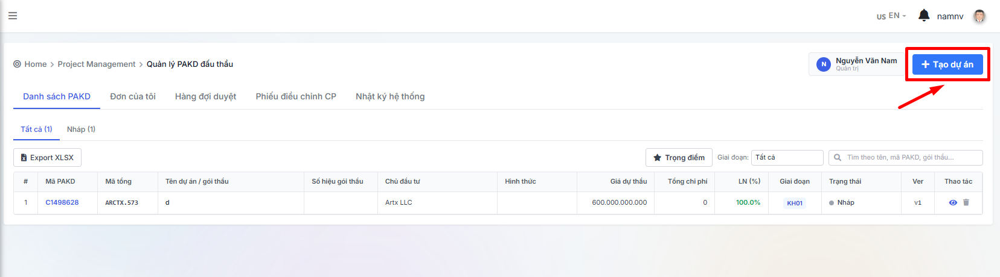 US EN
namnv
Home > Project Management > Quản lý PAKD đấu thầu
N
Nguyễn Văn Nam
Quản trị
+ Tạo dự án
Danh sách PAKD Đơn của tôi Hàng đợi duyệt Phiếu điều chỉnh CP Nhật ký hệ thống
Tất cả (1) Nháp (1)
Export XLSX
Trọng điểm
Giai đoạn: Tất cả
Tìm theo tên, mã PAKD, gói thầu...
# Mã PAKD Mã tổng Tên dự án / gói thầu Số hiệu gói thầu Chủ đầu tư Hình thức Giá dự thầu Tổng chi phí LN (%) Giai đoạn Trạng thái Ver Thao tác
1 C1498628 ARCTX.573 d Artx LLC 600.000.000.000 0 100.0% KH01 Nháp v1